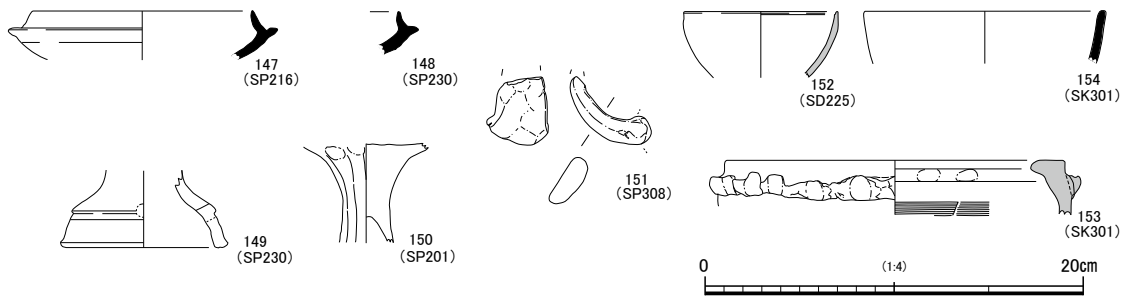 147
(SP216)
148
(SP230)
152
(SD225)
154
(SK301)
149
(SP230)
150
(SP201)
151
(SP308)
153
(SK301)
0
(1:4)
20cm